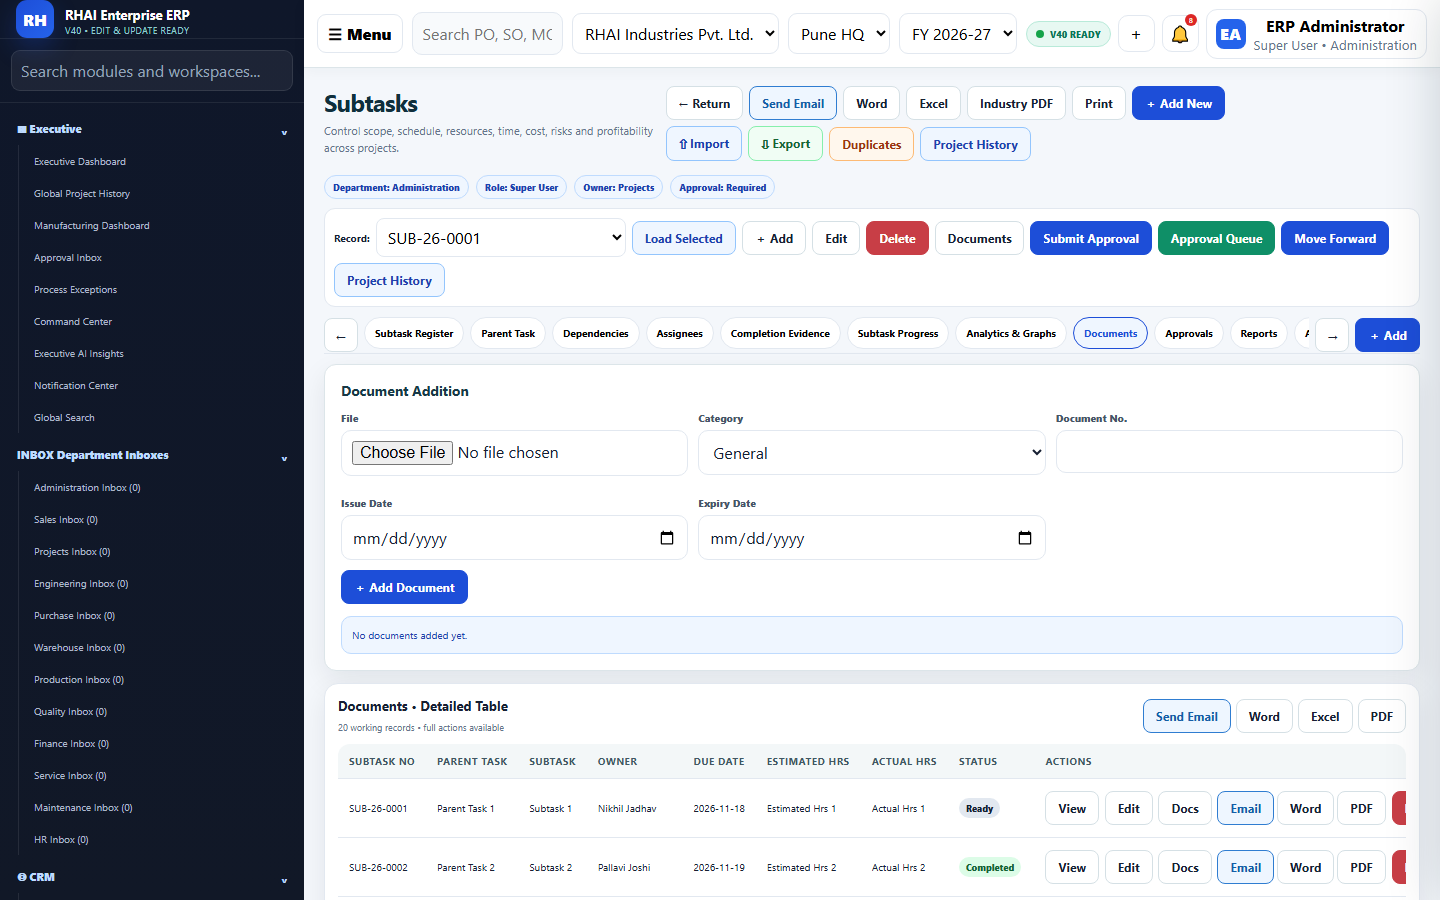 RH
RHAI Enterprise ERP
V40 • EDIT & UPDATE READY
Search modules and workspaces...
Executive
Executive Dashboard
Global Project History
Manufacturing Dashboard
Approval Inbox
Process Exceptions
Command Center
Executive AI Insights
Notification Center
Global Search
INBOX Department Inboxes
Administration Inbox (0)
Sales Inbox (0)
Projects Inbox (0)
Engineering Inbox (0)
Purchase Inbox (0)
Warehouse Inbox (0)
Production Inbox (0)
Quality Inbox (0)
Finance Inbox (0)
Service Inbox (0)
Maintenance Inbox (0)
HR Inbox (0)
CRM
☰ Menu
Search PO, SO, MC
RHAI Industries Pvt. Ltd.
Pune HQ
FY 2026-27
V40 READY
+
8
EA
ERP Administrator
Super User • Administration
Subtasks
Control scope, schedule, resources, time, cost, risks and profitability
across projects.
← Return
Send Email
Word
Excel
Industry PDF
Print
+ Add New
⇧ Import
⇩ Export
Duplicates
Project History
Department: Administration
Role: Super User
Owner: Projects
Approval: Required
Record:
SUB-26-0001
Load Selected
+ Add
Edit
Delete
Documents
Submit Approval
Approval Queue
Move Forward
Project History
←
Subtask Register
Parent Task
Dependencies
Assignees
Completion Evidence
Subtask Progress
Analytics & Graphs
Documents
Approvals
Reports
→
+ Add
Document Addition
File
Category
Document No.
Choose File No file chosen
General
Issue Date
Expiry Date
mm/dd/yyyy
mm/dd/yyyy
+ Add Document
No documents added yet.
Documents • Detailed Table
20 working records • full actions available
Send Email
Word
Excel
PDF
SUBTASK NO PARENT TASK SUBTASK OWNER DUE DATE ESTIMATED HRS ACTUAL HRS STATUS ACTIONS
SUB-26-0001 Parent Task 1 Subtask 1 Nikhil Jadhav 2026-11-18 Estimated Hrs 1 Actual Hrs 1 Ready View Edit Docs Email Word PDF
SUB-26-0002 Parent Task 2 Subtask 2 Pallavi Joshi 2026-11-19 Estimated Hrs 2 Actual Hrs 2 Completed View Edit Docs Email Word PDF